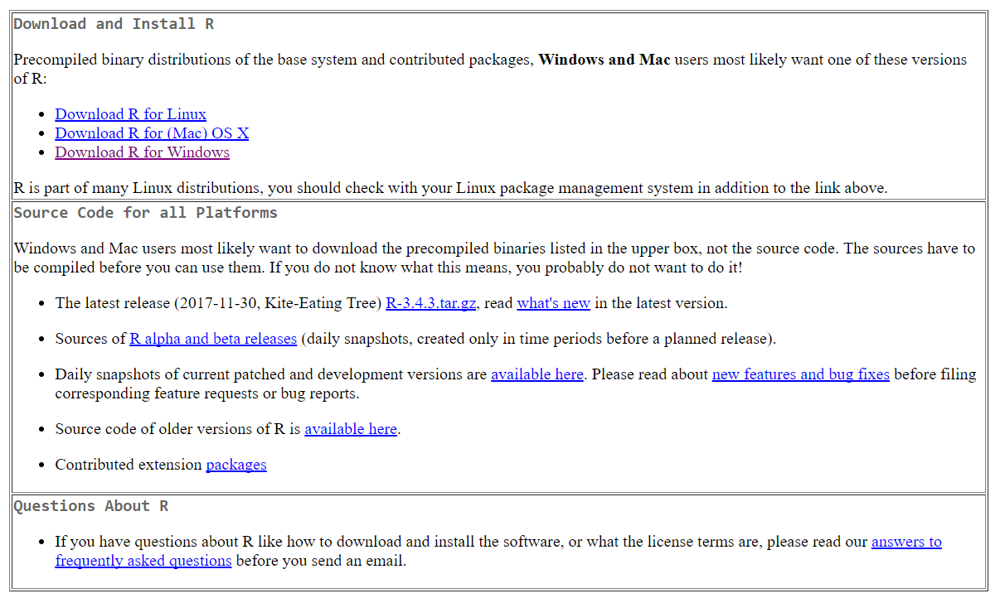 Download and Install R
Precompiled binary distributions of the base system and contributed packages, Windows and Mac users most likely want one of these versions
of R:
• Download R for Linux
• Download R for (Mac) OS X
• Download R for Windows
R is part of many Linux distributions, you should check with your Linux package management system in addition to the link above.
Source Code for all Platforms
Windows and Mac users most likely want to download the precompiled binaries listed in the upper box, not the source code. The sources have to
be compiled before you can use them. If you do not know what this means, you probably do not want to do it!
• The latest release (2017-11-30, Kite-Eating Tree) R-3.4.3.tar.gz, read what's new in the latest version.
• Sources of R alpha and beta releases (daily snapshots, created only in time periods before a planned release).
• Daily snapshots of current patched and development versions are available here. Please read about new features and bug fixes before filing
corresponding feature requests or bug reports.
• Source code of older versions of R is available here.
• Contributed extension packages
Questions About R
• If you have questions about R like how to download and install the software, or what the license terms are, please read our answers to
frequently asked questions before you send an email.